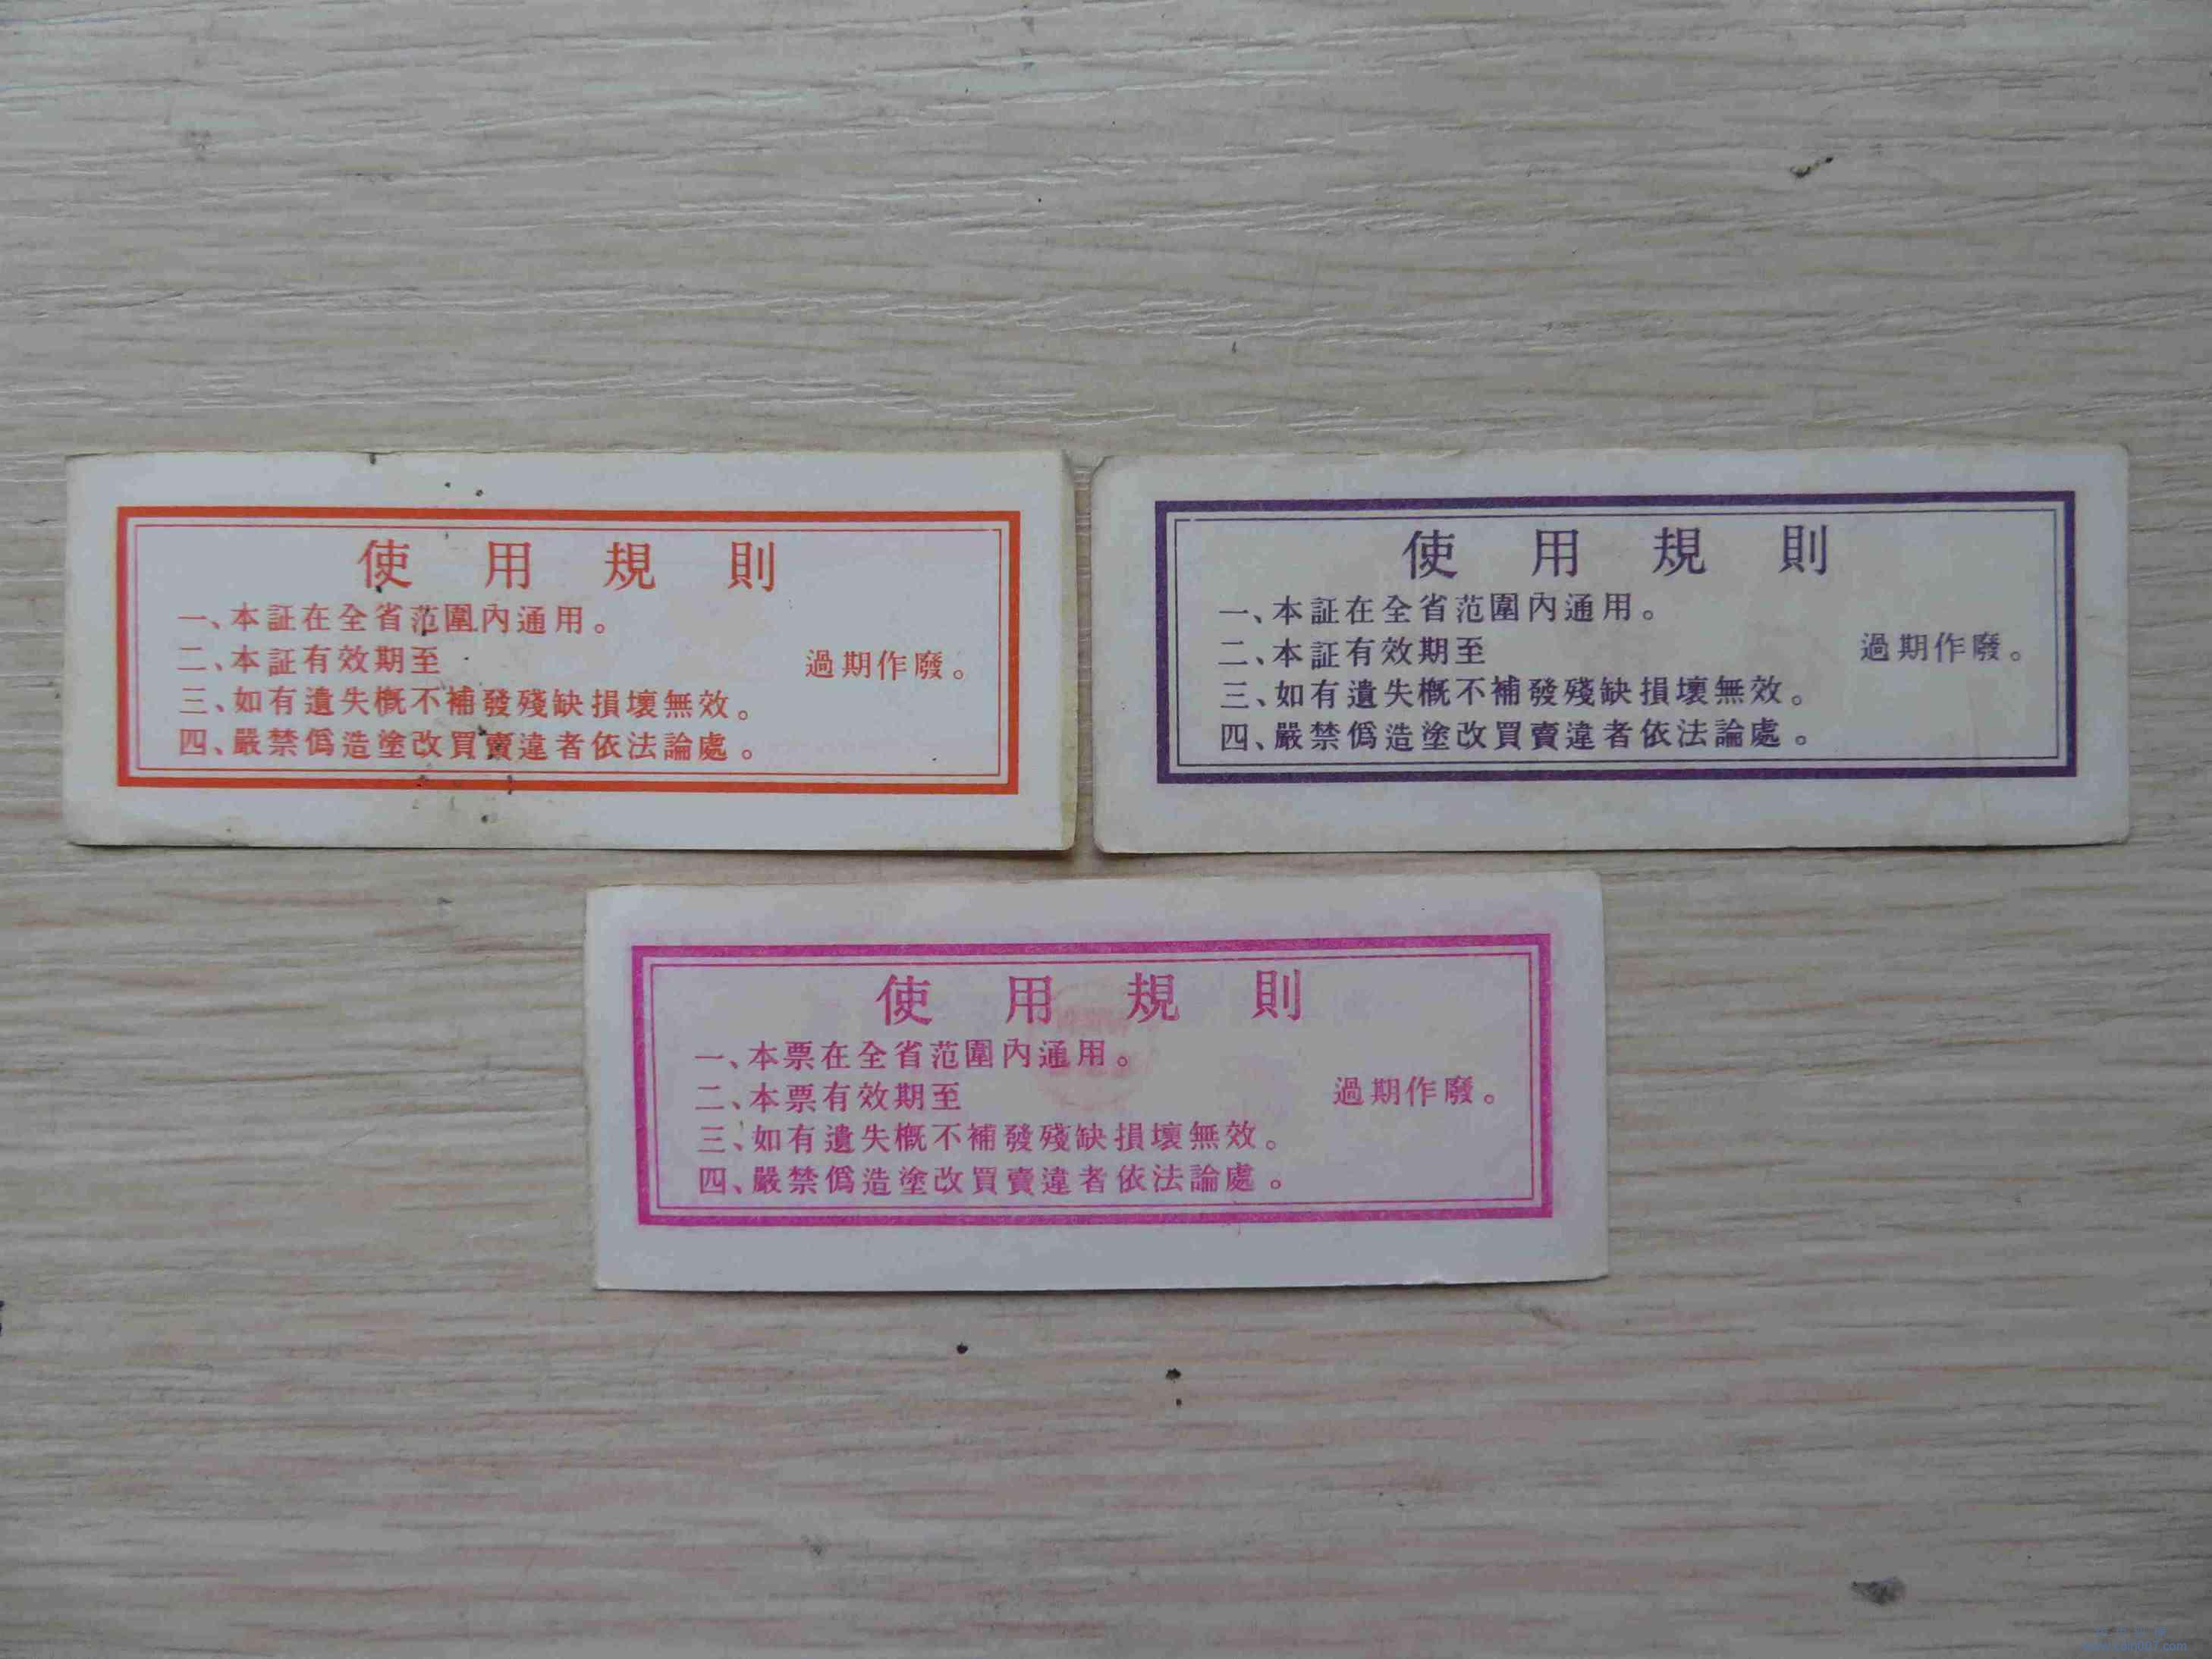 使用規則
一、本証在全省范圍內通用。
二、本証有效期至 過期作廢。
三、如有遺失概不補發殘缺損壞無效。
四、嚴禁僞造塗改買賣違者依法論處。
使用規則
一、本証在全省范圍內通用。
二、本証有效期至 過期作廢。
三、如有遺失概不補發殘缺損壞無效。
四、嚴禁僞造塗改買賣違者依法論處。
使用規則
一、本票在全省范圍內通用。
二、本票有效期至 過期作廢。
三、如有遺失概不補發殘缺損壞無效。
四、嚴禁僞造塗改買賣違者依法論處。